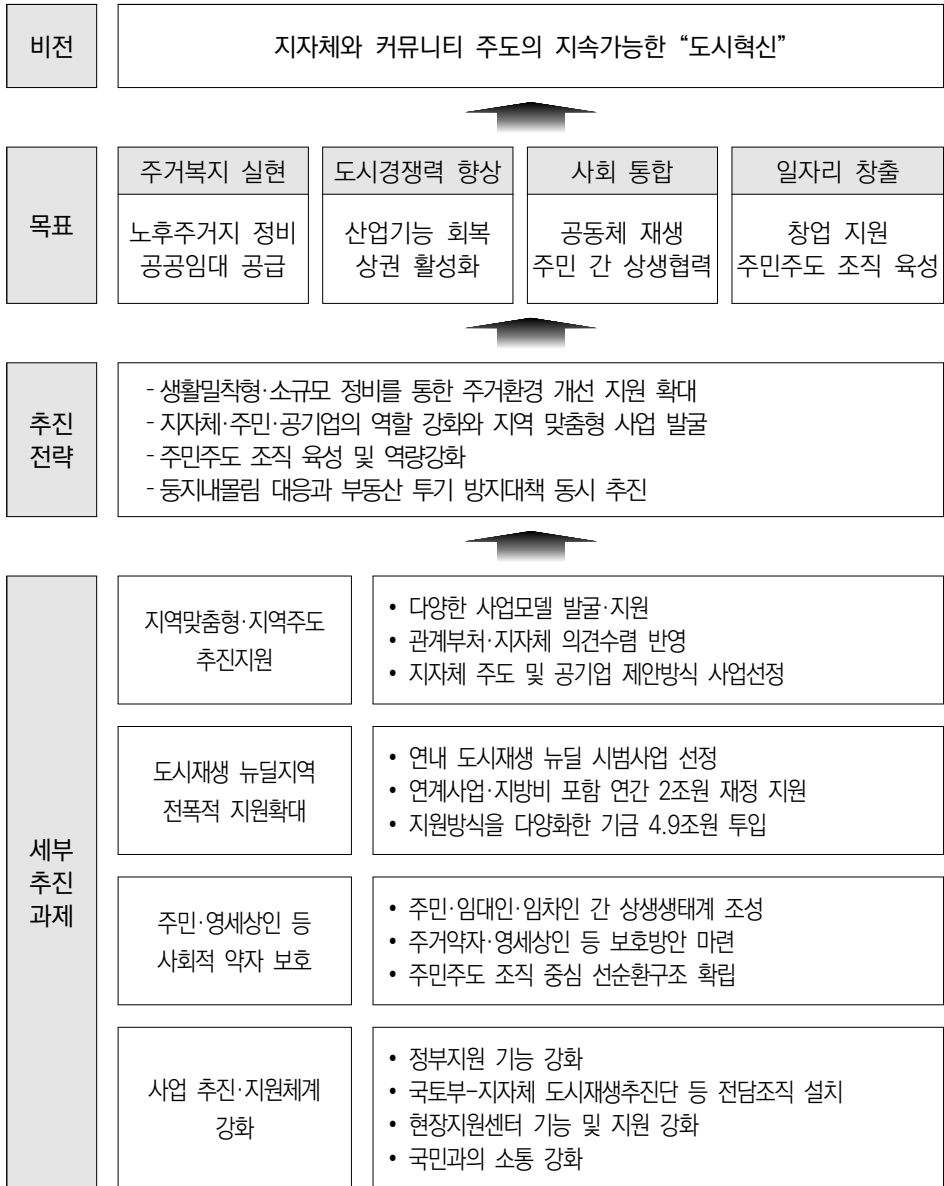 비전
지자체와 커뮤니티 주도의 지속가능한 “도시혁신”
목표
주거복지 실현
노후주거지 정비
공공임대 공급
도시경쟁력 향상
산업기능 회복
상권 활성화
사회 통합
공동체 재생
주민 간 상생협력
일자리 창출
창업 지원
주민주도 조직 육성
추진
전략
- 생활밀착형·소규모 정비를 통한 주거환경 개선 지원 확대
- 지자체·주민·공기업의 역할 강화와 지역 맞춤형 사업 발굴
- 주민주도 조직 육성 및 역량강화
- 둥지내몰림 대응과 부동산 투기 방지대책 동시 추진
세부
추진
과제
지역맞춤형·지역주도
추진지원
• 다양한 사업모델 발굴·지원
• 관계부처·지자체 의견수렴 반영
• 지자체 주도 및 공기업 제안방식 사업선정
도시재생 뉴딜지역
전폭적 지원확대
• 연내 도시재생 뉴딜 시범사업 선정
• 연계사업·지방비 포함 연간 2조원 재정 지원
• 지원방식을 다양화한 기금 4.9조원 투입
주민·영세상인 등
사회적 약자 보호
• 주민·임대인·임차인 간 상생생태계 조성
• 주거약자·영세상인 등 보호방안 마련
• 주민주도 조직 중심 선순환구조 확립
사업 추진·지원체계
강화
• 정부지원 기능 강화
• 국토부-지자체 도시재생추진단 등 전담조직 설치
• 현장지원센터 기능 및 지원 강화
• 국민과의 소통 강화